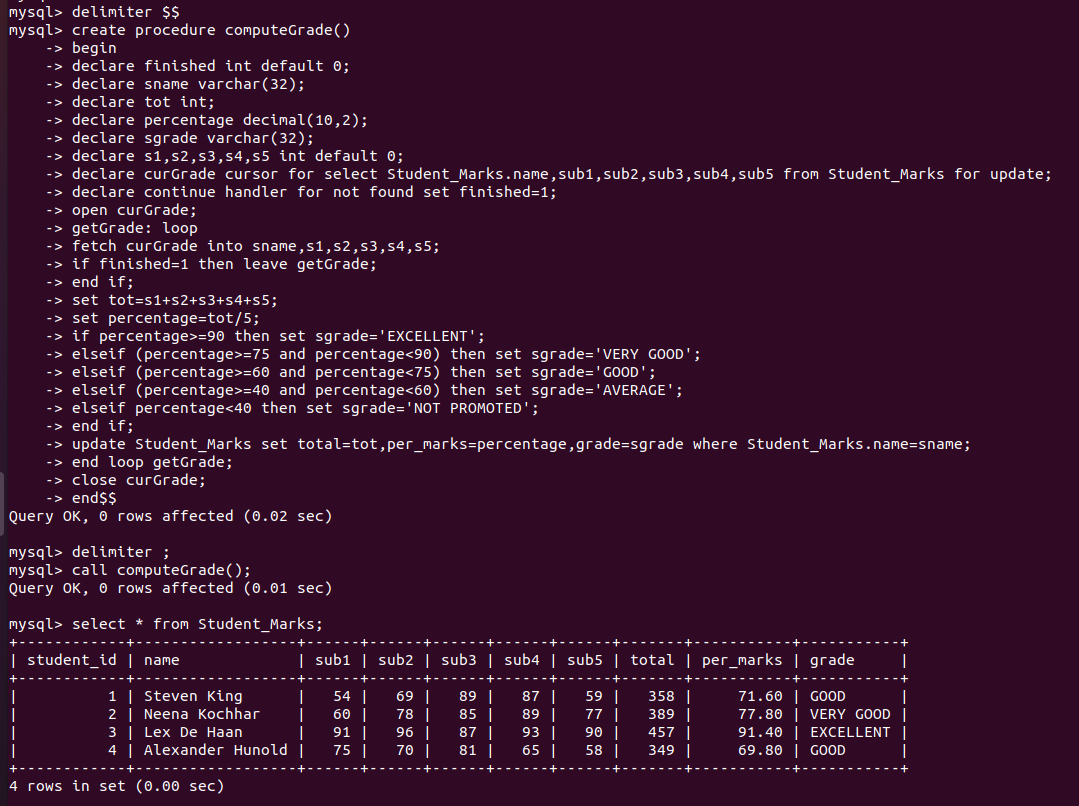 mysql> delimiter $$
mysql> create procedure computeGrade()
    -> begin
    -> declare finished int default 0;
    -> declare sname varchar(32);
    -> declare tot int;
    -> declare percentage decimal(10,2);
    -> declare sgrade varchar(32);
    -> declare s1,s2,s3,s4,s5 int default 0;
    -> declare curGrade cursor for select Student_Marks.name,sub1,sub2,sub3,sub4,sub5 from Student_Marks for update;
    -> declare continue handler for not found set finished=1;
    -> open curGrade;
    -> getGrade: loop
    -> fetch curGrade into sname,s1,s2,s3,s4,s5;
    -> if finished=1 then leave getGrade;
    -> end if;
    -> set tot=s1+s2+s3+s4+s5;
    -> set percentage=tot/5;
    -> if percentage>=90 then set sgrade='EXCELLENT';
    -> elseif (percentage>=75 and percentage<90) then set sgrade='VERY GOOD';
    -> elseif (percentage>=60 and percentage<75) then set sgrade='GOOD';
    -> elseif (percentage>=40 and percentage<60) then set sgrade='AVERAGE';
    -> elseif percentage<40 then set sgrade='NOT PROMOTED';
    -> end if;
    -> update Student_Marks set total=tot,per_marks=percentage,grade=sgrade where Student_Marks.name=sname;
    -> end loop getGrade;
    -> close curGrade;
    -> end$$
Query OK, 0 rows affected (0.02 sec)

mysql> delimiter ;
mysql> call computeGrade();
Query OK, 0 rows affected (0.01 sec)

mysql> select * from Student_Marks;
+------------+------------------+------+------+------+------+------+-------+-----------+-----------+
| student_id | name             | sub1 | sub2 | sub3 | sub4 | sub5 | total | per_marks | grade     |
+------------+------------------+------+------+------+------+------+-------+-----------+-----------+
|          1 | Steven King      |   54 |   69 |   89 |   87 |   59 |   358 |     71.60 | GOOD      |
|          2 | Neena Kochhar    |   60 |   78 |   85 |   89 |   77 |   389 |     77.80 | VERY GOOD |
|          3 | Lex De Haan      |   91 |   96 |   87 |   93 |   90 |   457 |     91.40 | EXCELLENT |
|          4 | Alexander Hunold |   75 |   70 |   81 |   65 |   58 |   349 |     69.80 | GOOD      |
+------------+------------------+------+------+------+------+------+-------+-----------+-----------+
4 rows in set (0.00 sec)